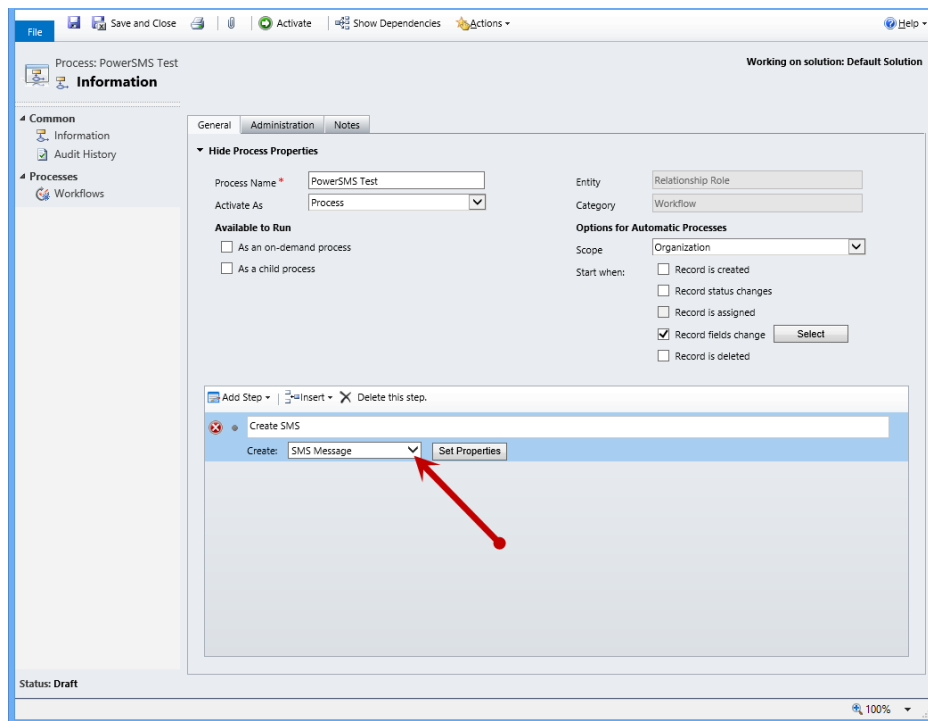 File
Save and Close
Activate
Show Dependencies
Actions
Help
Process: PowerSMS Test
Information
Working on solution: Default Solution
Common
Information
Audit History
Processes
Workflows
General Administration Notes
Hide Process Properties
Process Name * PowerSMS Test
Entity Relationship Role
Activate As Process
Category Workflow
Available to Run
Options for Automatic Processes
As an on-demand process
Scope Organization
As a child process
Start when: Record is created
Record status changes
Record is assigned
Record fields change Select
Record is deleted
Add Step | Insert Delete this step.
Create SMS
Create: SMS Message Set Properties
Status: Draft
100%